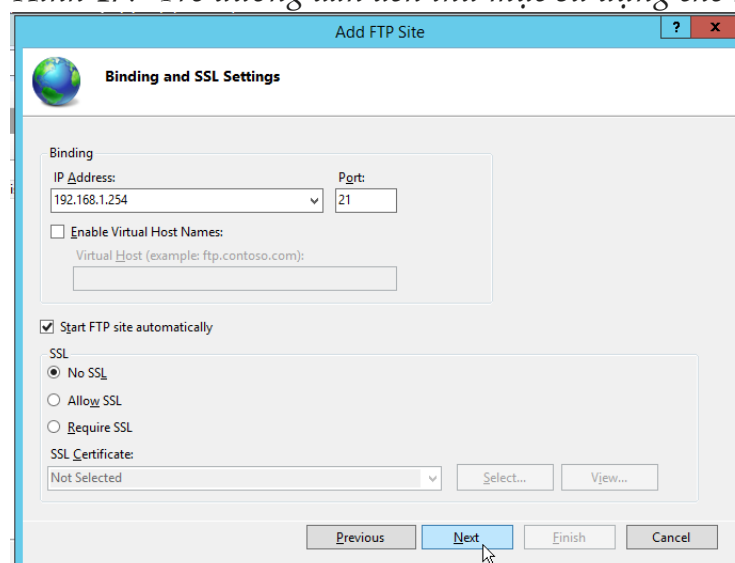 Add FTP Site
? x
Binding and SSL Settings
Binding
IP Address: Port:
192.168.1.254 21
Enable Virtual Host Names:
Virtual Host (example: ftp.contoso.com):
Start FTP site automatically
SSL
No SSL
Allow SSL
Require SSL
SSL Certificate:
Not Selected Select... View...
Previous Next Finish Cancel